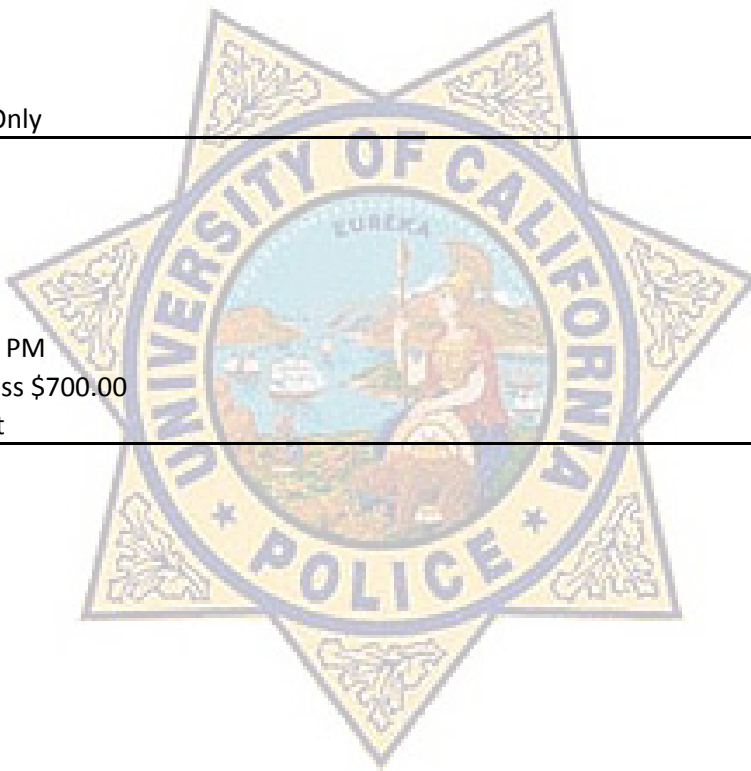 Only
UNIVERSITY OF CALIFORNIA
EUREKA
PM
ss $700.00
t
POLICE